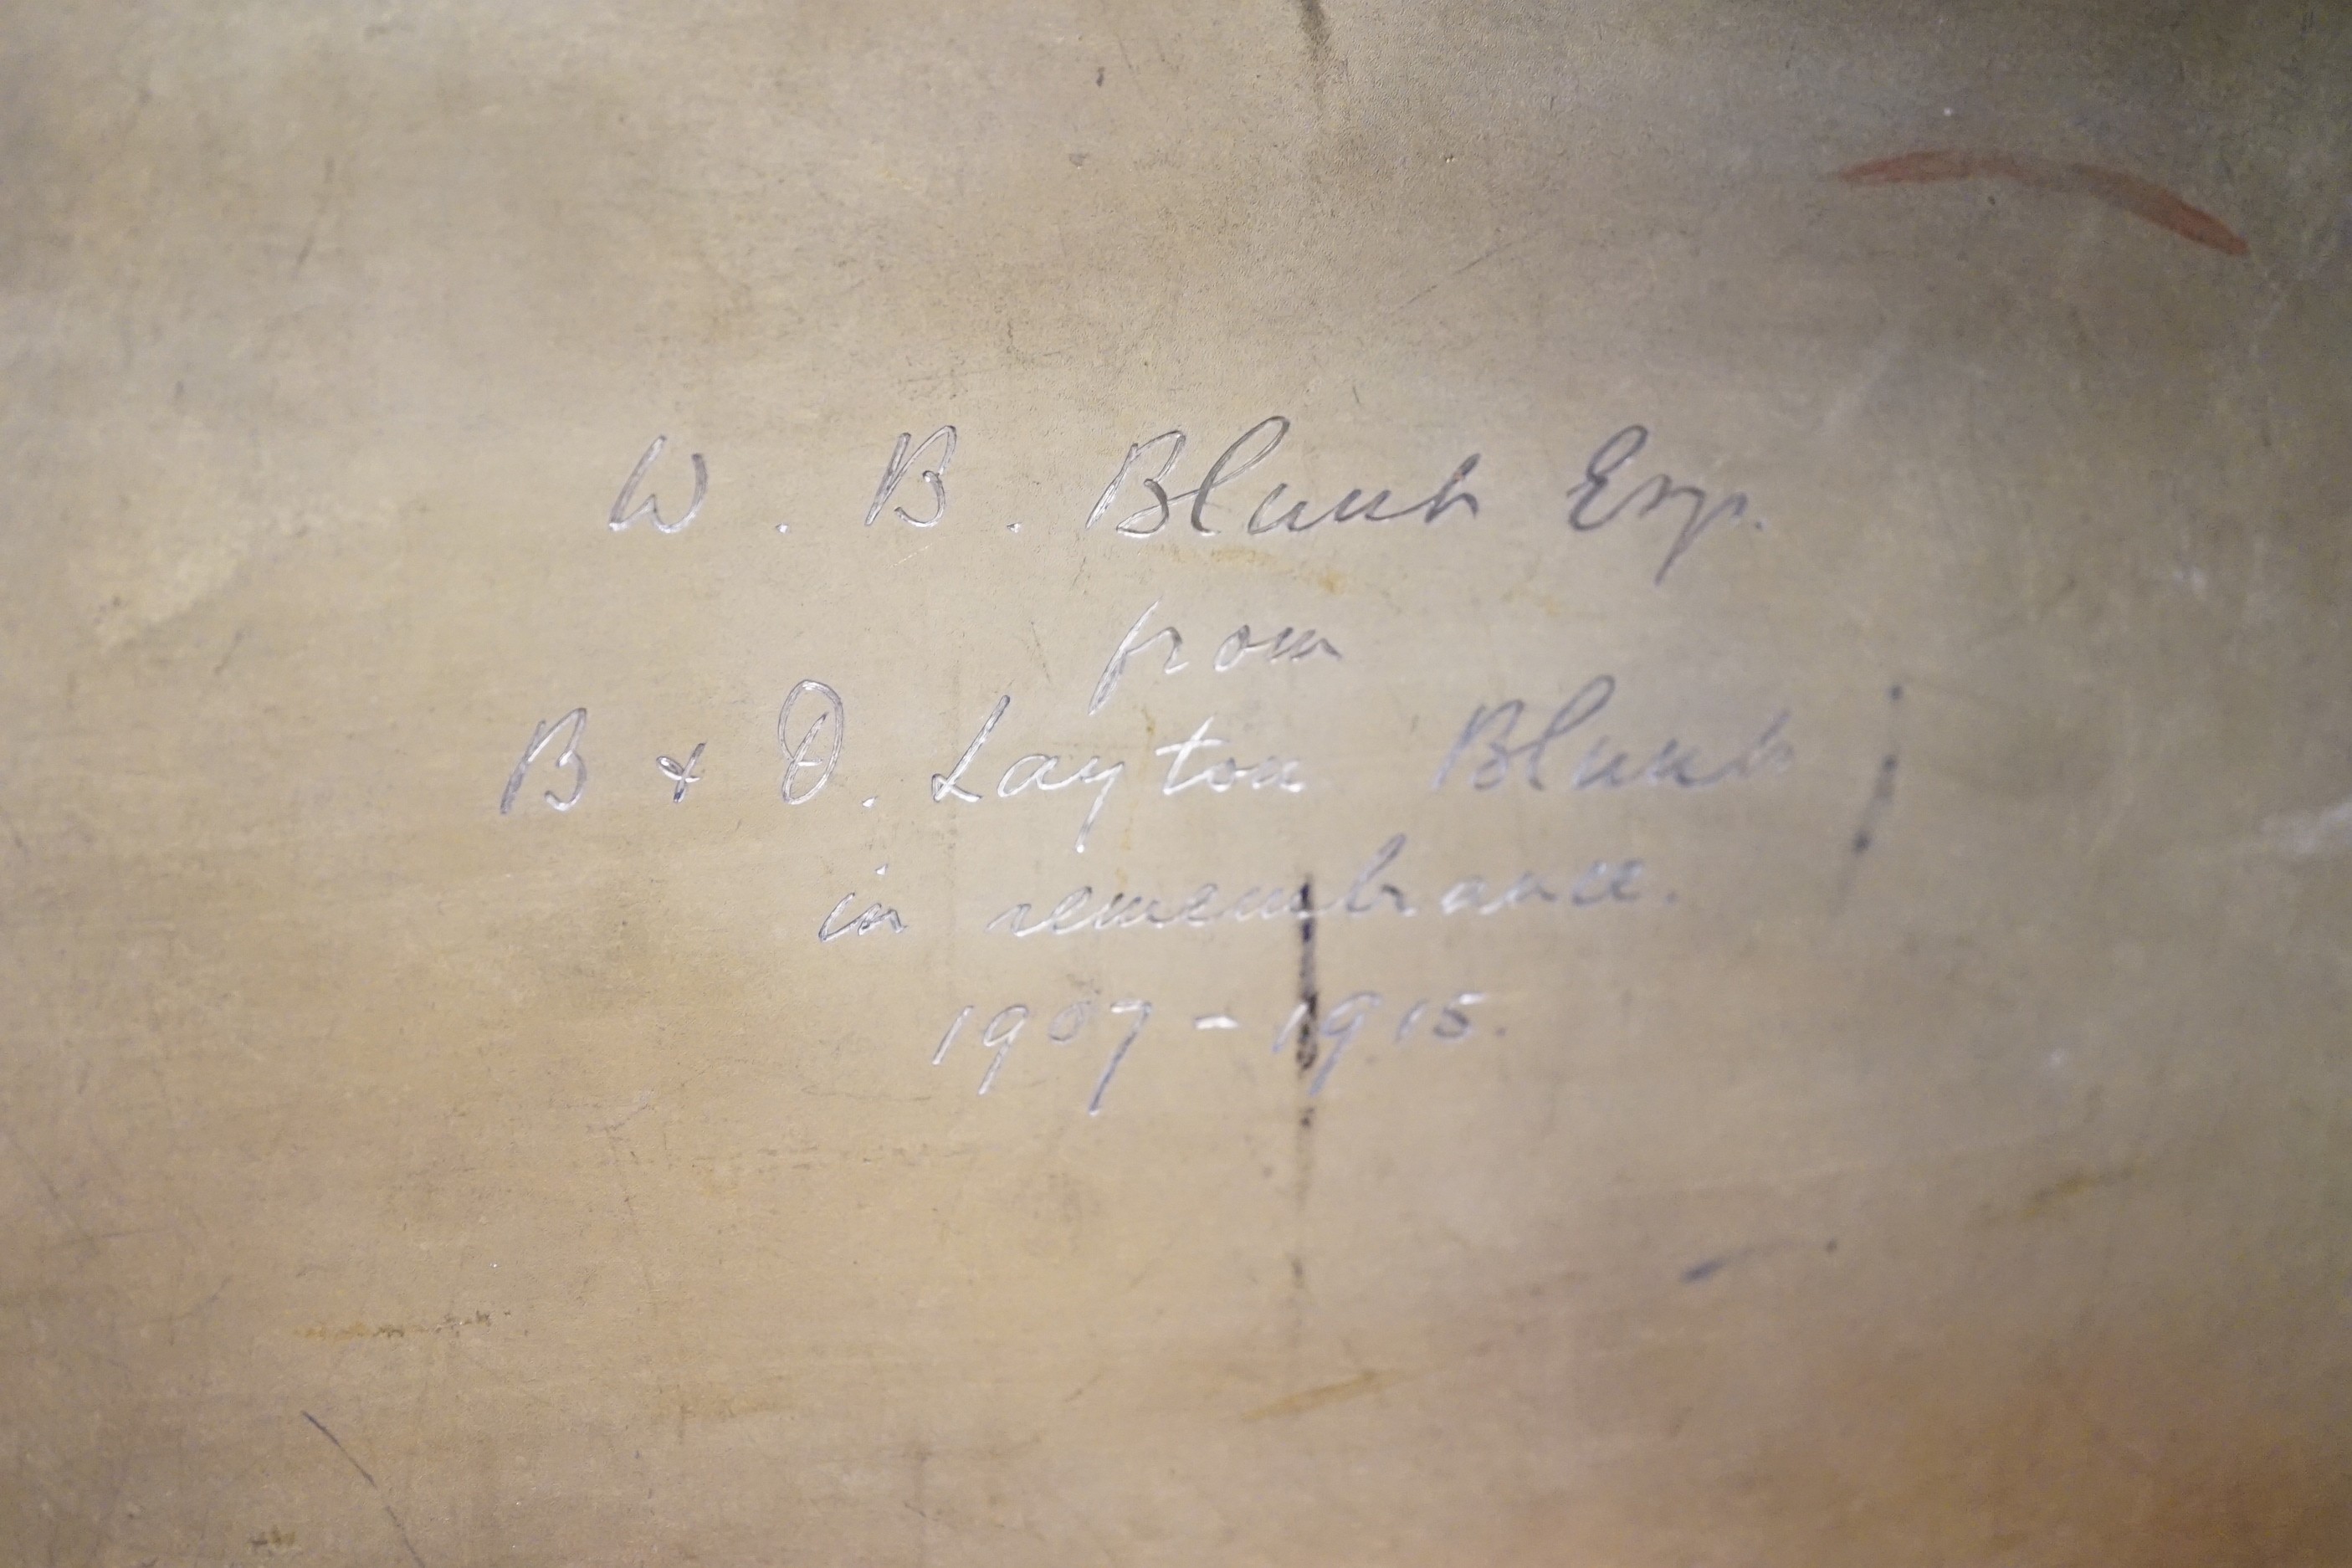 W. B. Blunt Esq.
from
B & D. Layton Blunt
in remembrance.
1907 - 1915.